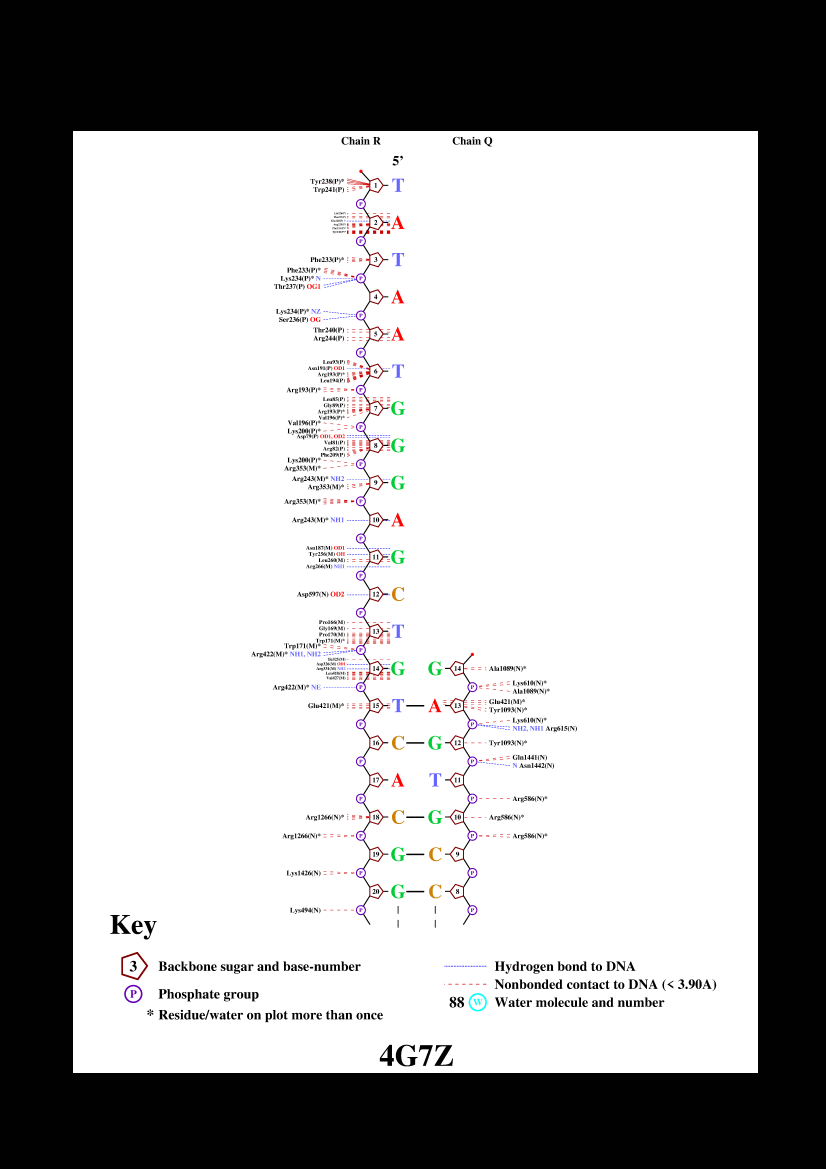 Chain R Chain Q
5'
Tyr238(P)*
Trp241(P)
1 T
P
2 A
P
Phe233(P)* 3 T
Phe233(P)*
Lys234(P)* N P
Thr237(P) OG1
4 A
Lys234(P)* NZ P
Ser236(P) OG
Thr240(P)
5 A
Arg244(P)
P
Leu93(P)
Asn191(P) OD1
6 T
Arg193(P)*
Leu194(P)
Arg193(P)* P
Leu85(P)
Gly89(P)
7 G
Arg193(P)*
Val196(P)*
Val196(P)*
P
Lys200(P)*
Asp79(P) OD1, OD2
Val81(P)
8 G
Arg82(P)
Phe209(P)
Lys200(P)*
P
Arg353(M)*
Arg243(M)* NH2
9 G
Arg353(M)*
Arg353(M)* P
Arg243(M)* NH1 10 A
P
Asn187(M) OD1
Tyr256(M) OH
11 G
Leu260(M)
Arg266(M) NH1
P
Asp597(N) OD2 12 C
P
Pro166(M)
Gly169(M)
13 T
Pro170(M)
Trp171(M)*
Trp171(M)*
P
Arg422(M)* NH1, NH2
14 G G 14 Ala1089(N)*
Arg422(M)* NE P P Lys610(N)*
Ala1089(N)*
Glu421(M)*
Glu421(M)* 15 T A 13
Tyr1093(N)*
Lys610(N)*
P P
NH2, NH1 Arg615(N)
16 C G 12 Tyr1093(N)*
Gln1441(N)
P P
N Asn1442(N)
17 A T 11
P P Arg586(N)*
Arg1266(N)* 18 C G 10 Arg586(N)*
Arg1266(N)* P P Arg586(N)*
19 G C 9
Lys1426(N) P P
20 G C 8
Lys494(N) P P
Key
3 Backbone sugar and base-number
P Phosphate group
* Residue/water on plot more than once
Hydrogen bond to DNA
Nonbonded contact to DNA (< 3.90A)
88 W Water molecule and number
4G7Z